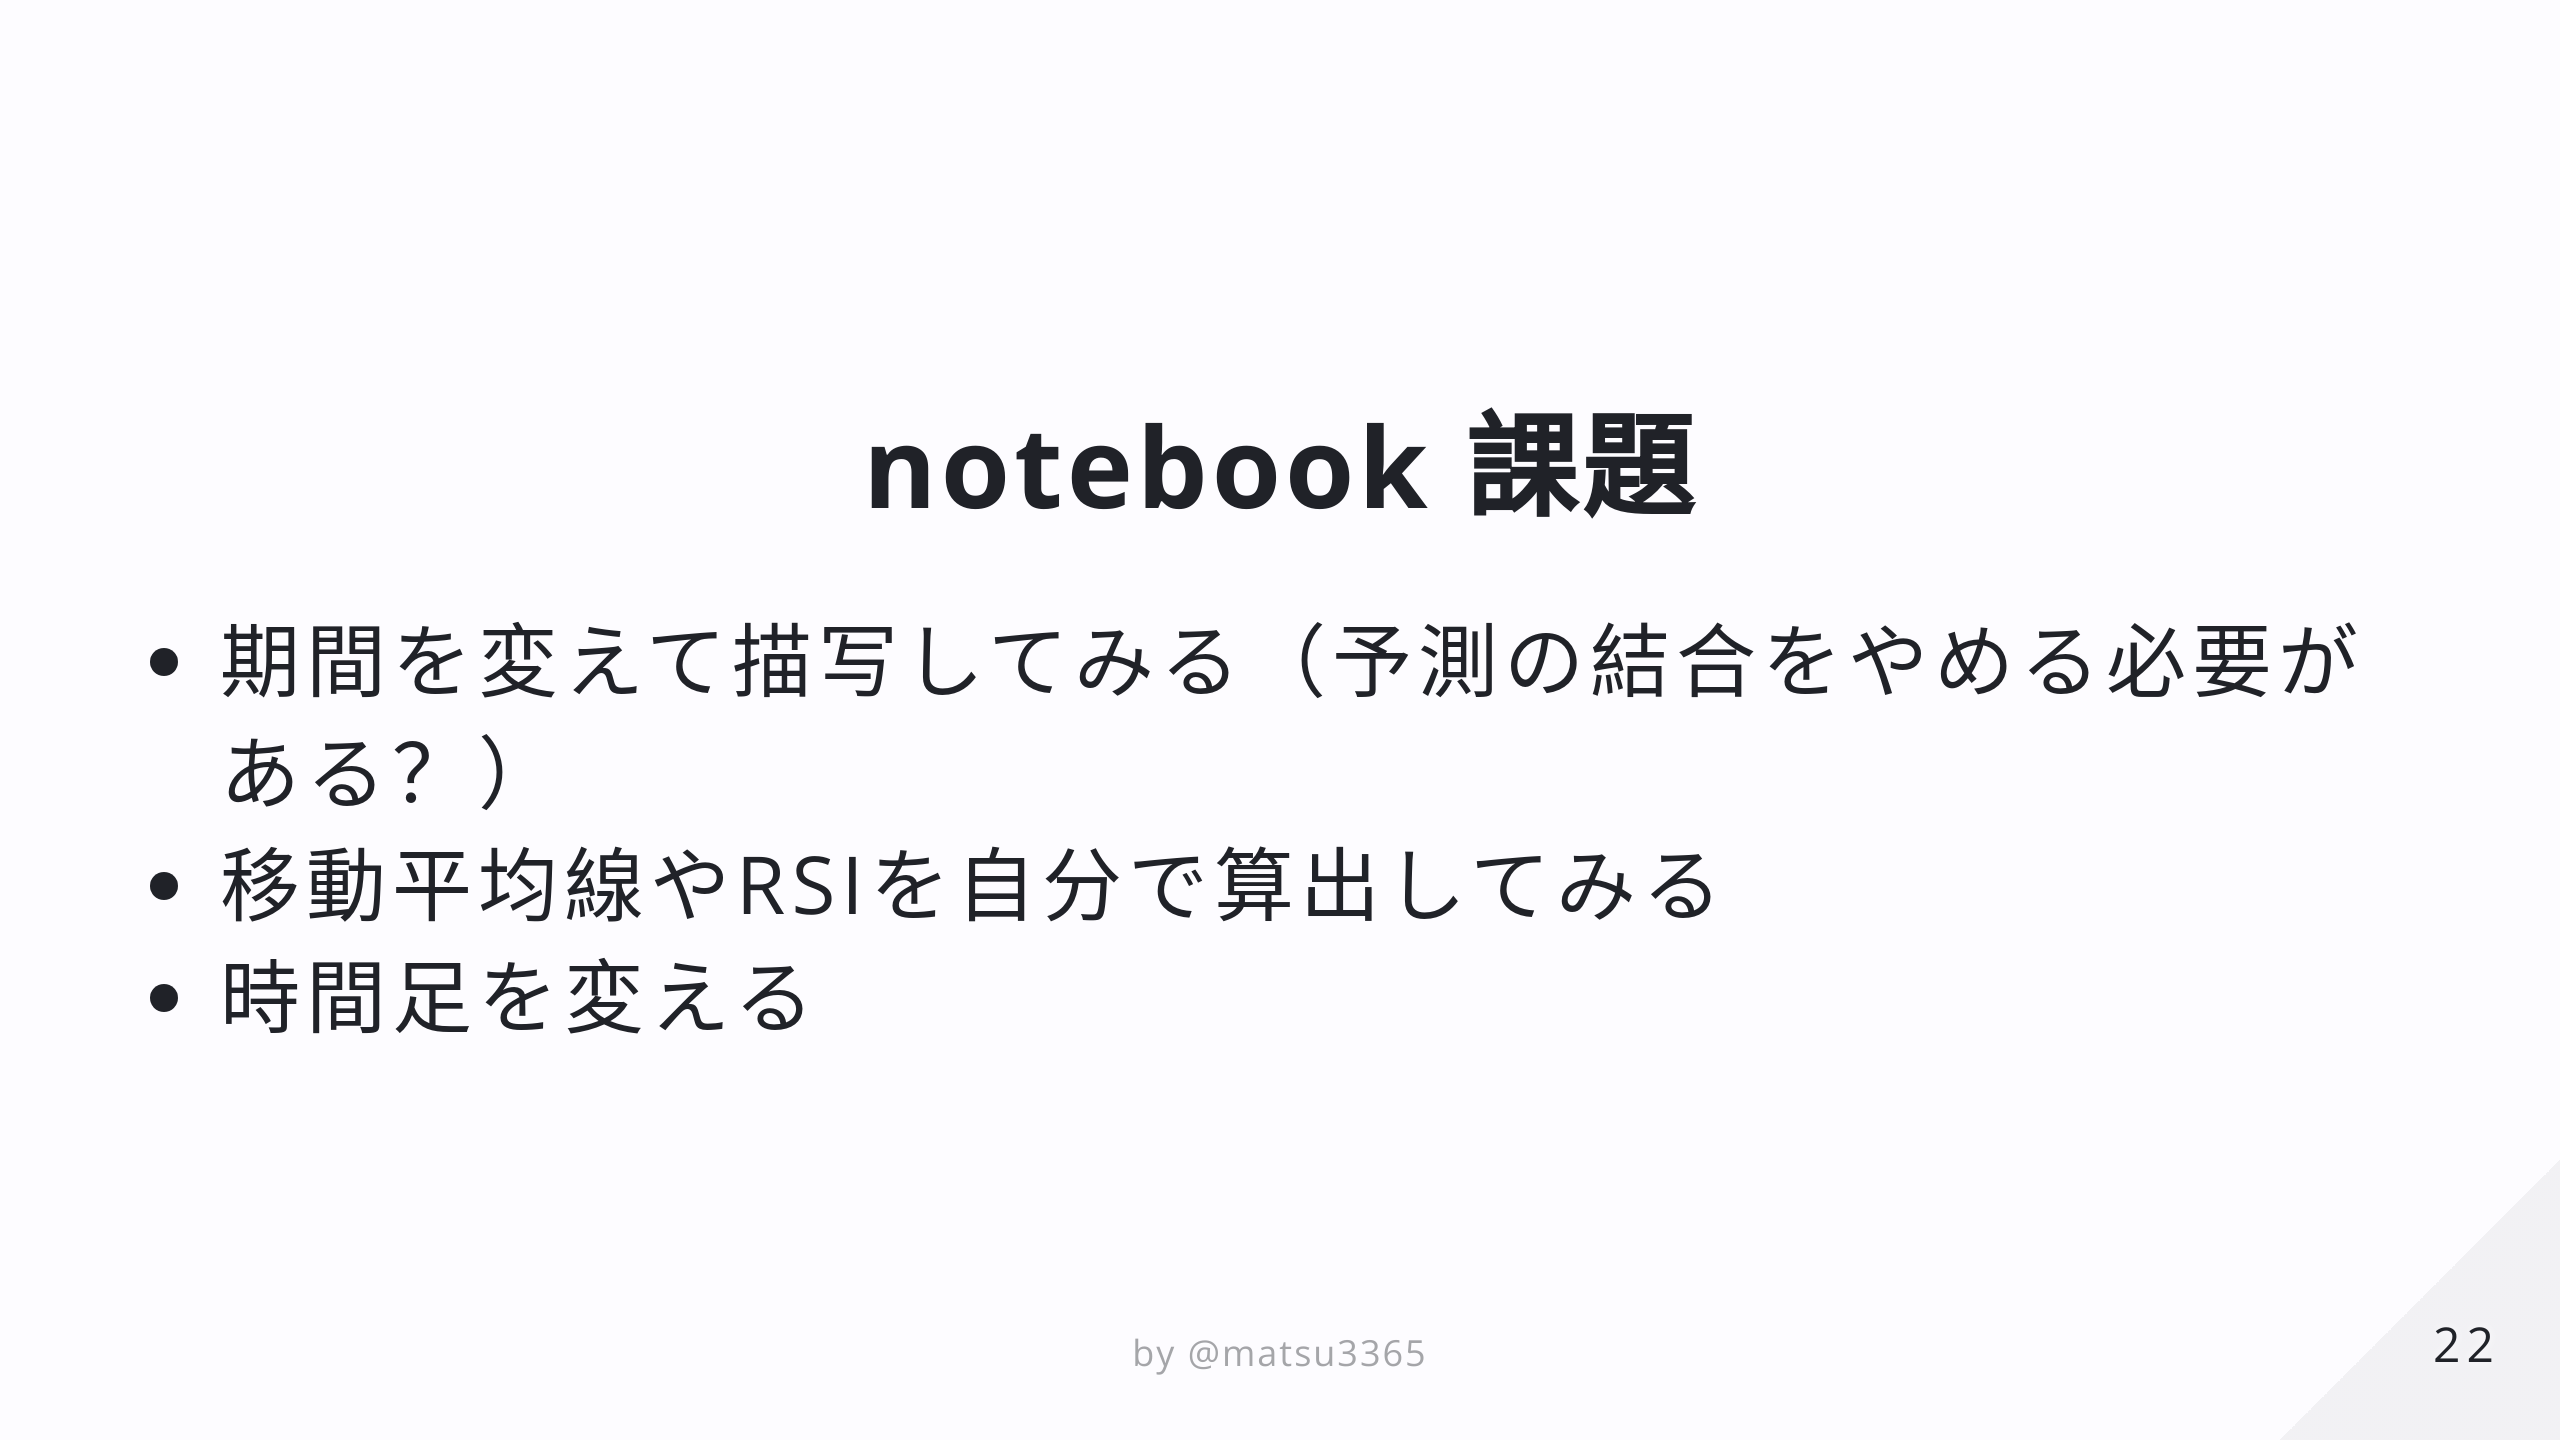 notebook 課題
• 期間を変えて描写してみる（予測の結合をやめる必要が
ある？）
• 移動平均線やRSIを自分で算出してみる
• 時間足を変える
by @matsu3365
22